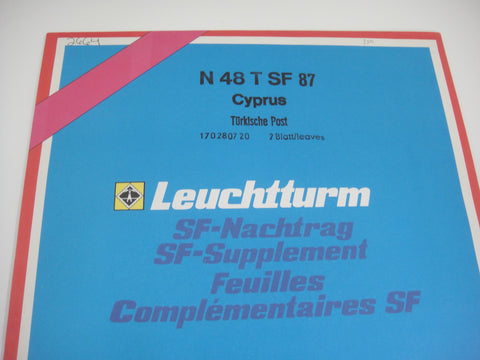 2664
N 48 T SF 87
Cyprus
Türkische Post
17028072​0 2 Blatt/leaves
Leuchtturm
SF-Nachtrag
SF-Supplement
Feuilles
Complémentaires SF